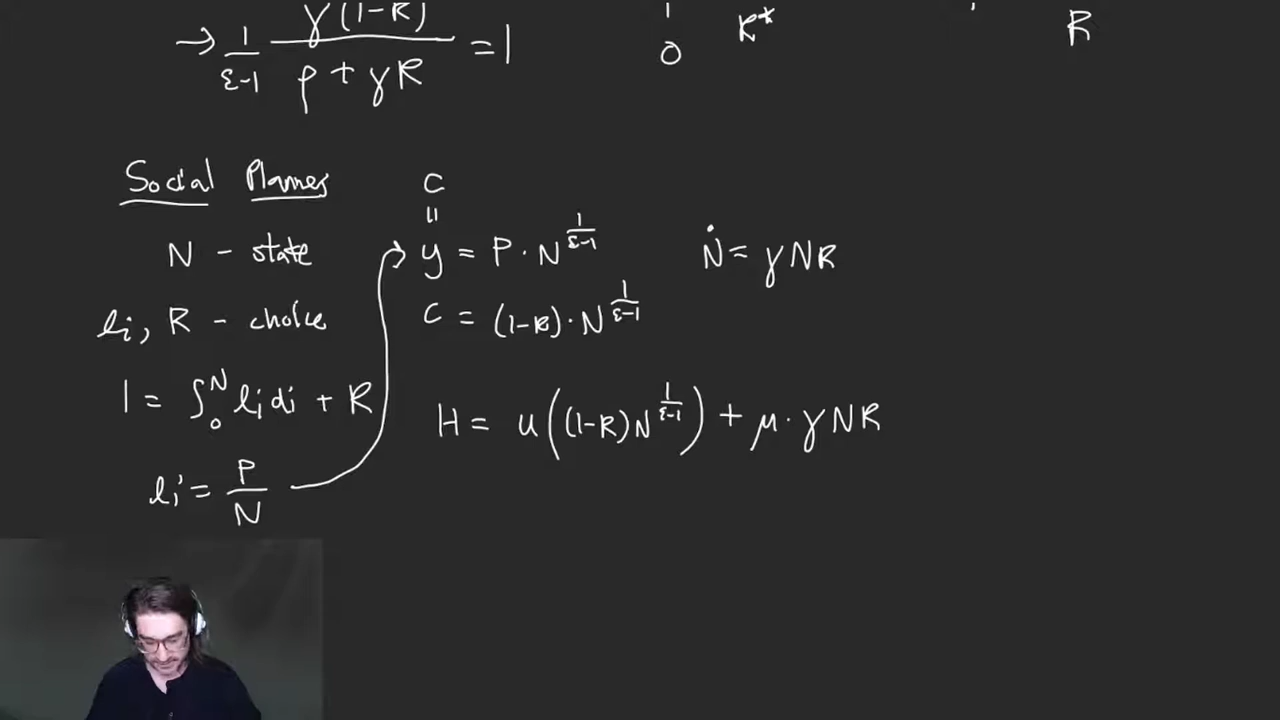 → 1/(ε-1) γ(1-R)/(ρ + γR) = 1
0 R* R
Social Planner
N - state
li, R - choice
1 = ∫₀ᴺ li di + R
li = P/N
C
=
y = P · N^(1/(ε-1))
Ṅ = γNR
C = (1-R) · N^(1/(ε-1))
H = u((1-R)N^(1/(ε-1))) + μ · γNR